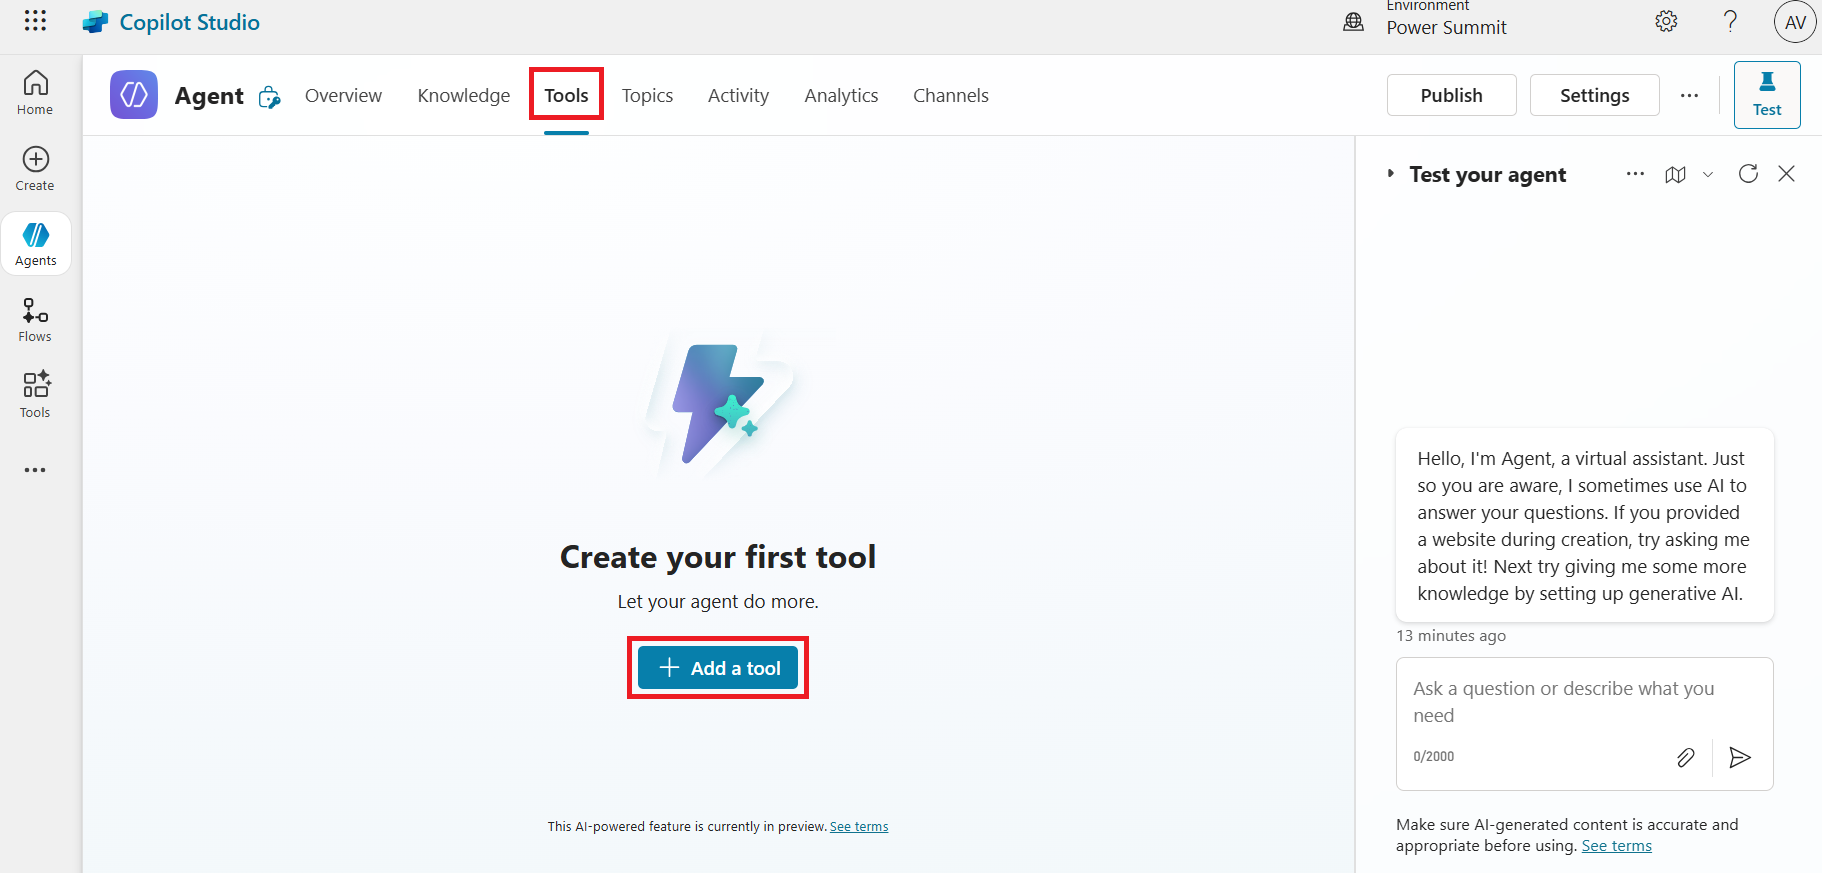 Copilot Studio
Environment
Power Summit
AV
Home
Create
Agents
Flows
Tools
Agent
Overview
Knowledge
Tools
Topics
Activity
Analytics
Channels
Publish
Settings
Test
Create your first tool
Let your agent do more.
Add a tool
This AI-powered feature is currently in preview. See terms
Test your agent
Hello, I'm Agent, a virtual assistant. Just
so you are aware, I sometimes use AI to
answer your questions. If you provided
a website during creation, try asking me
about it! Next try giving me some more
knowledge by setting up generative AI.
13 minutes ago
Ask a question or describe what you
need
0/2000
Make sure AI-generated content is accurate and
appropriate before using. See terms